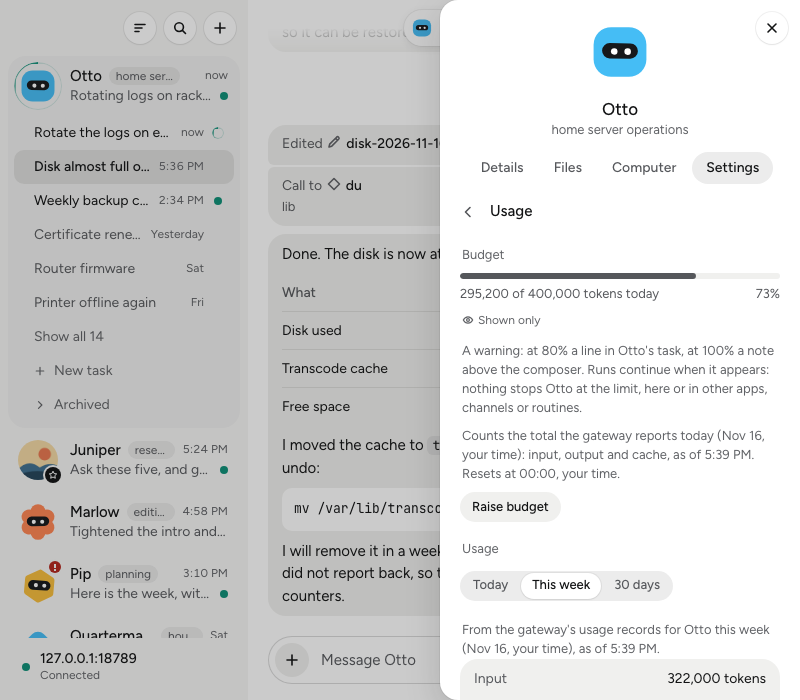 Otto home ser... now
Rotating logs on rack...
Rotate the logs on e... now
Disk almost full o... 5:36 PM
Weekly backup c... 2:34 PM
Certificate rene... Yesterday
Router firmware Sat
Printer offline again Fri
Show all 14
New task
Archived
Juniper rese... 5:24 PM
Ask these five, and g...
Marlow editi... 4:58 PM
Tightened the intro and...
Pip planning 3:10 PM
Here is the week, wit...
Quarterma hou Sat
127.0.0.1:18789
Connected
so it can be restor
Edited disk-2026-11-1
Call to du
lib
Done. The disk is now at
What
Disk used
Transcode cache
Free space
I moved the cache to
undo:
mv /var/lib/transco
I will remove it in a week
did not report back, so t
counters.
Message Otto
Otto
home server operations
Details Files Computer Settings
Usage
Budget
295,200 of 400,000 tokens today 73%
Shown only
A warning: at 80% a line in Otto's task, at 100% a note
above the composer. Runs continue when it appears:
nothing stops Otto at the limit, here or in other apps,
channels or routines.
Counts the total the gateway reports today (Nov 16,
your time): input, output and cache, as of 5:39 PM.
Resets at 00:00, your time.
Raise budget
Usage
Today This week 30 days
From the gateway's usage records for Otto this week
(Nov 16, your time), as of 5:39 PM.
Input 322,000 tokens